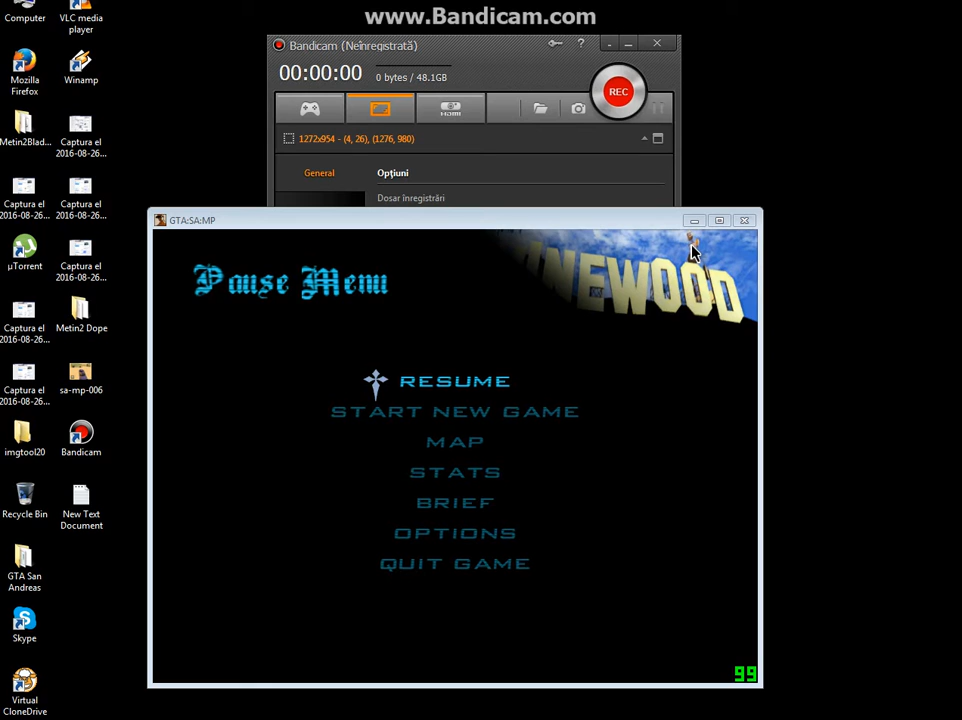 www.Bandicam.com
Computer
VLC media
player
Bandicam (Neînregistrată)
00:00:00
0 bytes / 48.1GB
REC
HDMI
Mozilla
Firefox
Winamp
1272x954 - (4, 26), (1276, 980)
General
Opțiuni
Dosar înregistrări
Metin2Blad...
Captura el
2016-08-26...
Captura el
2016-08-26...
Captura el
2016-08-26...
GTA:SA:MP
Pause Menu
µTorrent
Captura el
2016-08-26...
Captura el
2016-08-26...
Metin2 Dope
INEWOOD
RESUME
START NEW GAME
MAP
STATS
BRIEF
OPTIONS
QUIT GAME
Captura el
2016-08-26...
sa-mp-006
imgtool20
Bandicam
Recycle Bin
New Text
Document
GTA San
Andreas
Skype
Virtual
CloneDrive
99